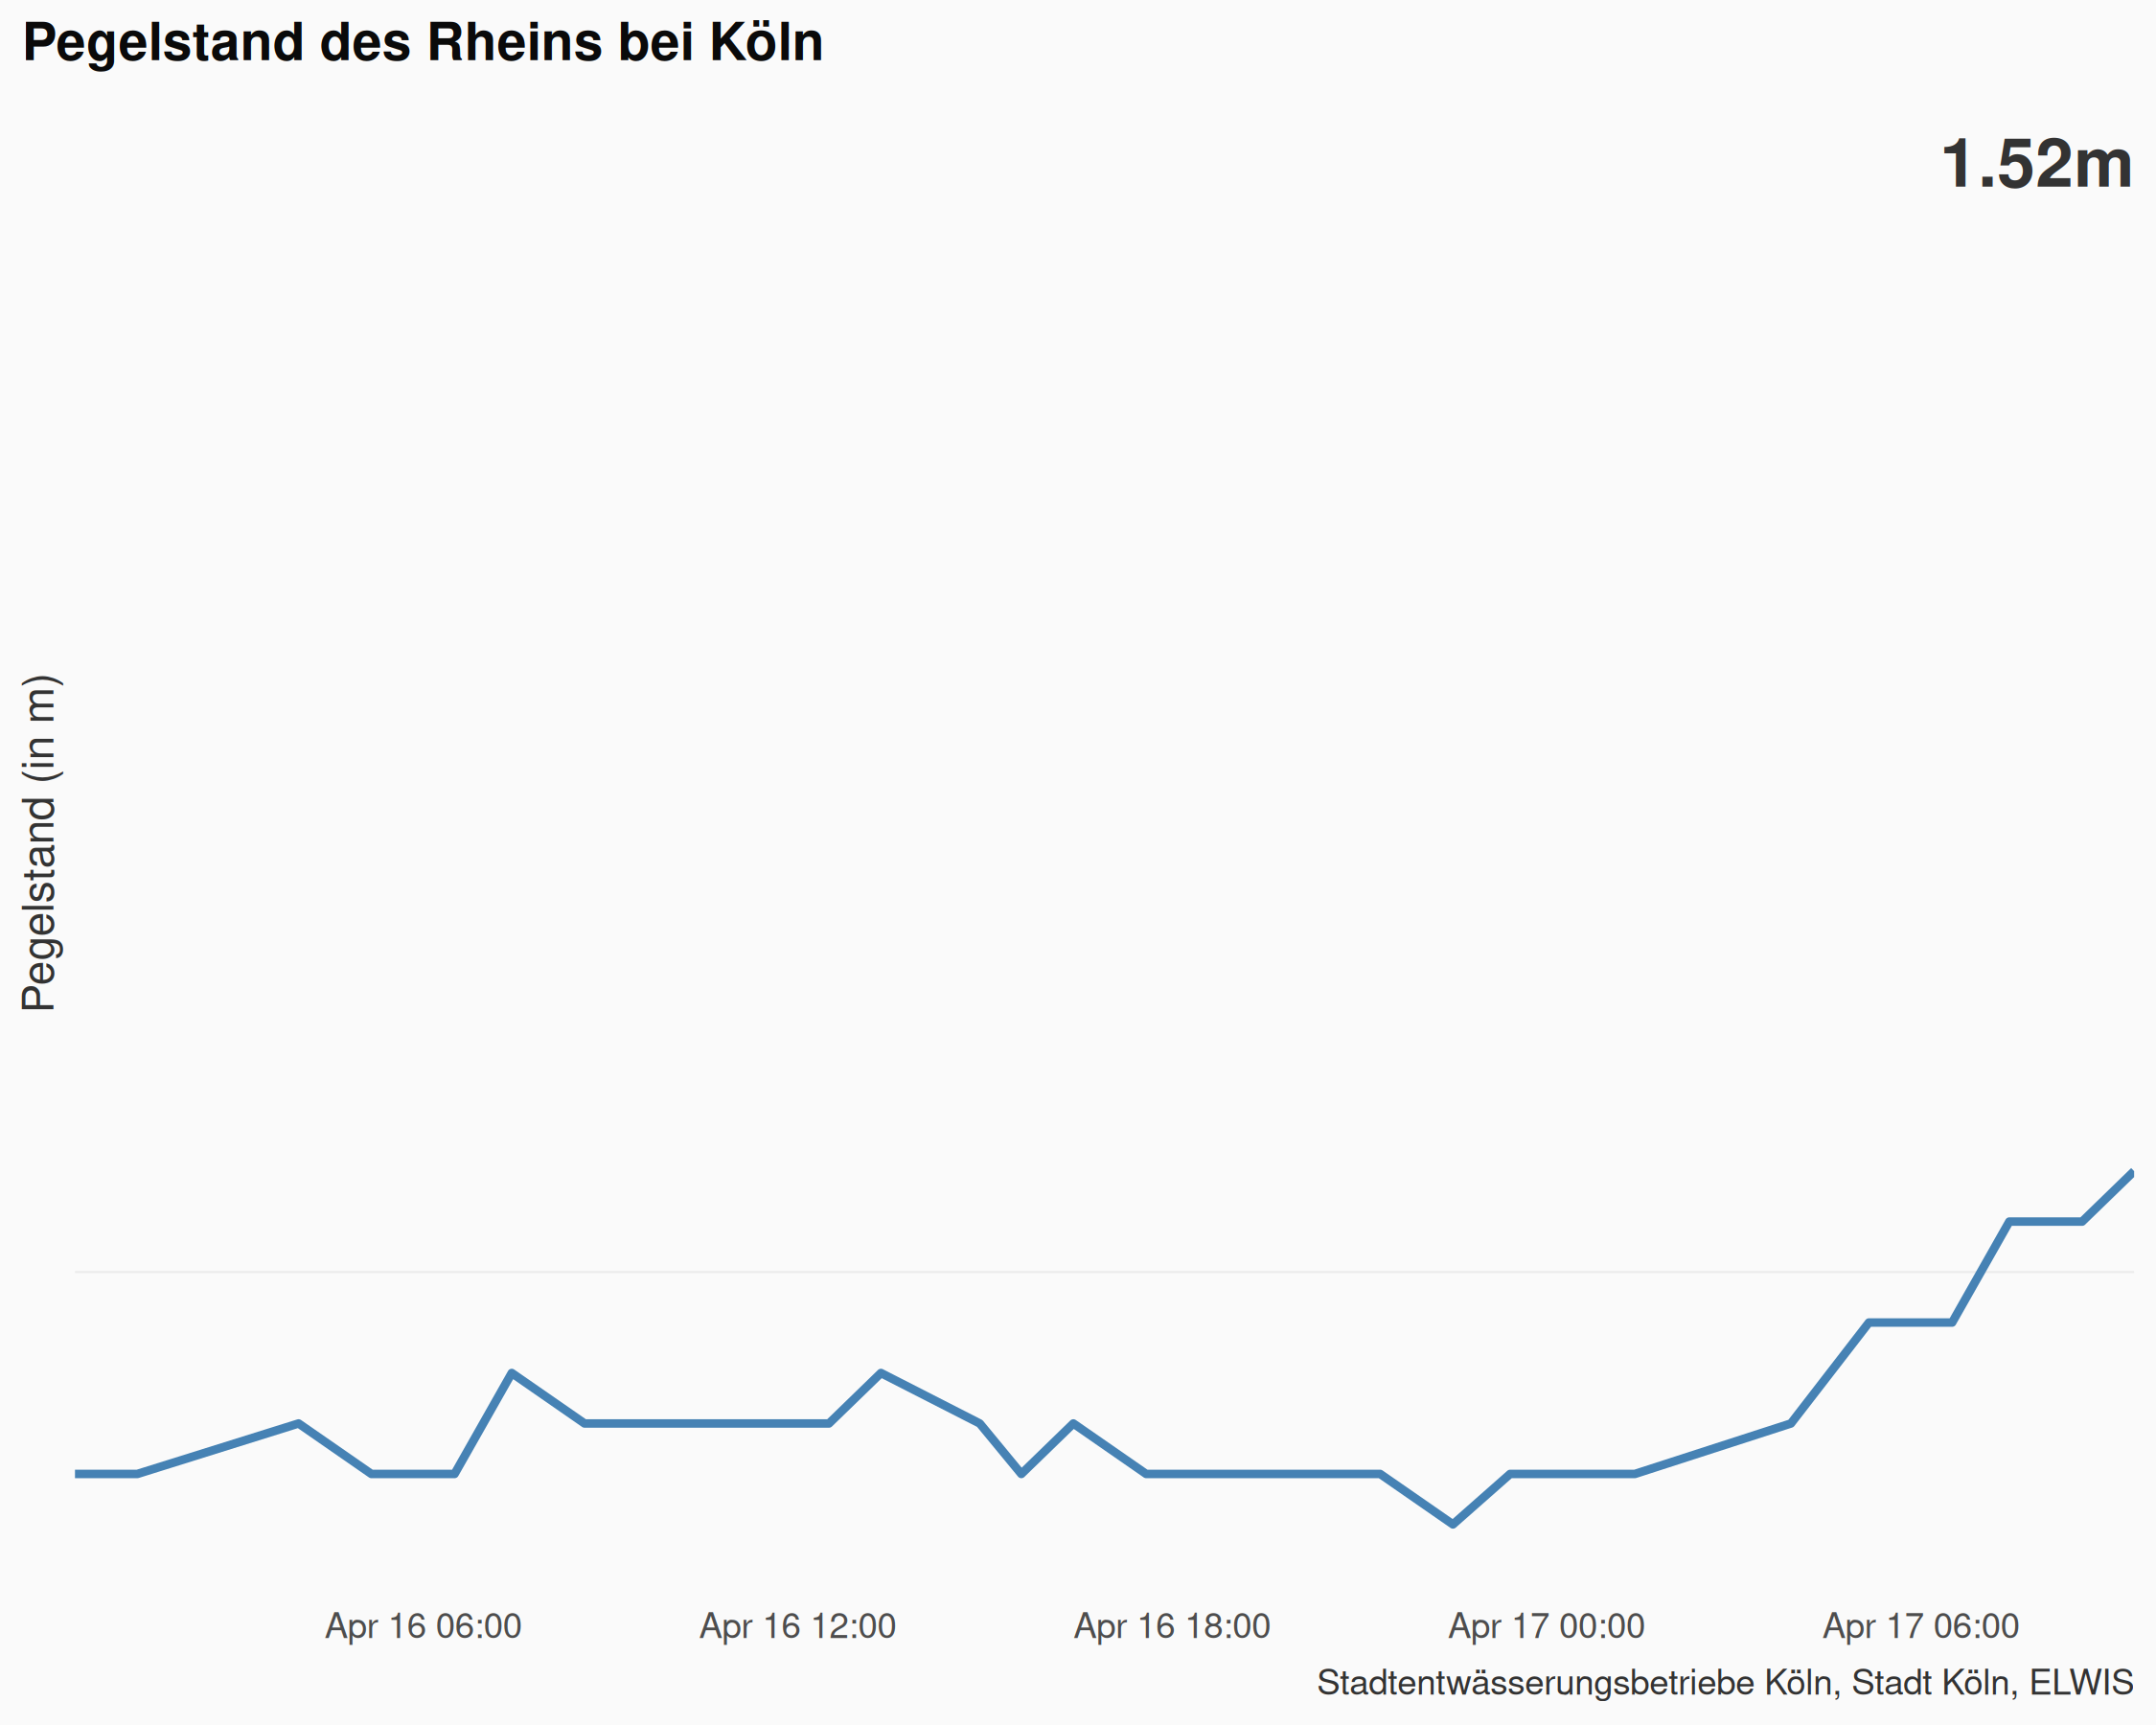 Pegelstand des Rheins bei Köln
1.52m
Pegelstand (in m)
Apr 16 06:00
Apr 16 12:00
Apr 16 18:00
Apr 17 00:00
Apr 17 06:00
Stadtentwässerungsbetriebe Köln, Stadt Köln, ELWIS